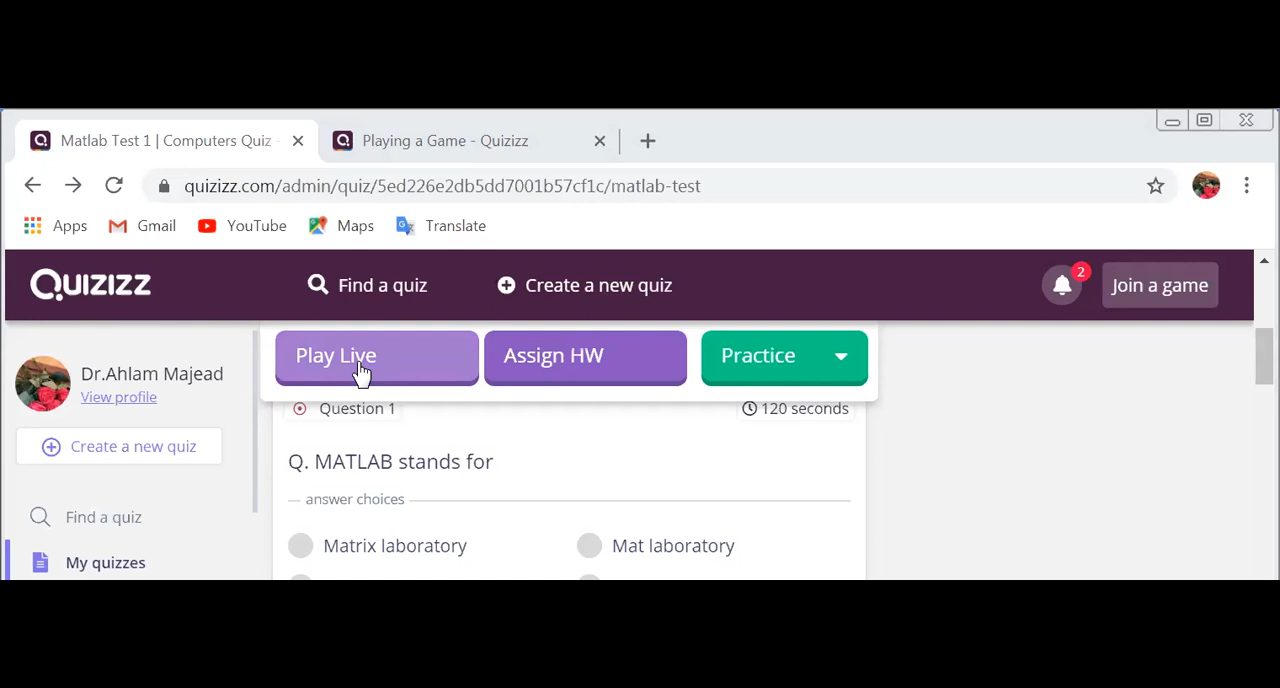 Matlab Test 1 | Computers Quiz
Playing a Game - Quizizz
quizizz.com/admin/quiz/5ed226e2db5dd7001b57cf1c/matlab-test
Apps
Gmail
YouTube
Maps
Translate
QUIZIZZ
Find a quiz
Create a new quiz
2
Join a game
Play Live
Assign HW
Practice
Dr.Ahlam Majead
View profile
Create a new quiz
Find a quiz
My quizzes
Question 1
120 seconds
Q. MATLAB stands for
answer choices
Matrix laboratory
Mat laboratory